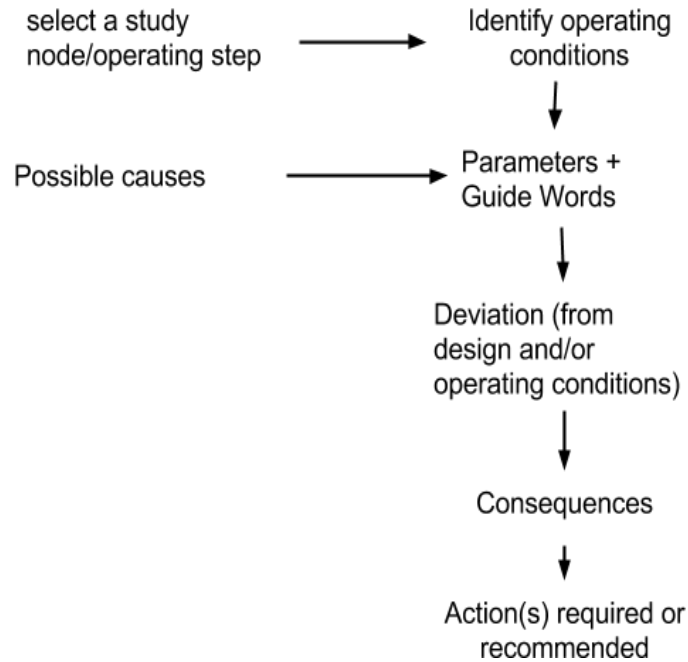 select a study
node/operating step
Identify operating
conditions
Possible causes
Parameters +
Guide Words
Deviation (from
design and/or
operating conditions)
Consequences
Action(s) required or
recommended